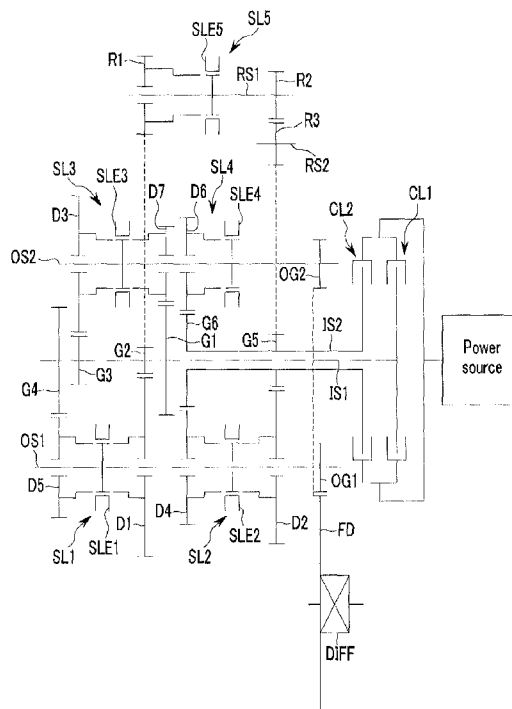 SLE5 SL5
R1
RS1 R2
R3
RS2
SL3 SLE3 D7 D6 SL4 SLE4
D3
CL2 CL1
OS2
OG2
G6
G1 G5 IS2
G2
IS1
G3
G4
Power
source
OS1
D5
OG1
SL1 SLE1 D1 D4 SL2 SLE2 D2
FD
DIFF